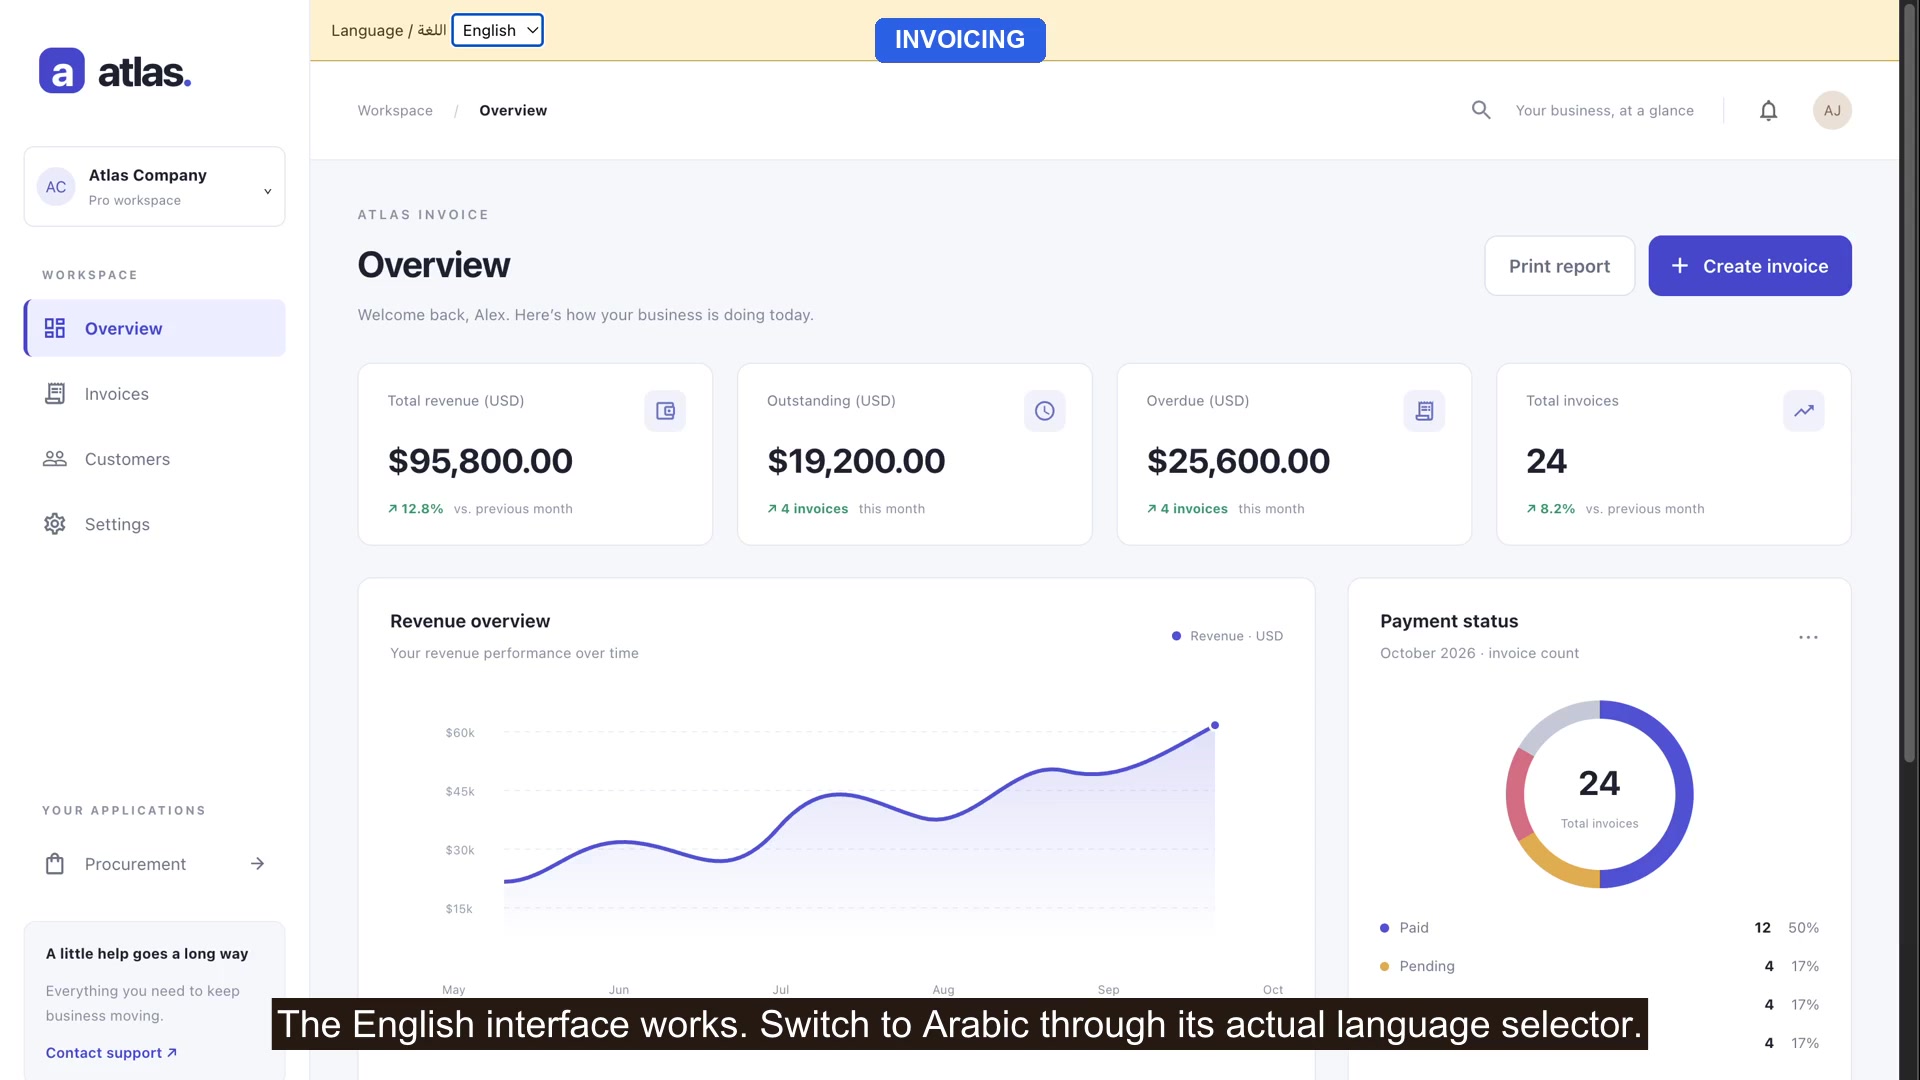 Language / اللغة English
INVOICING
a atlas.
AC Atlas Company
Pro workspace
WORKSPACE
Overview
Invoices
Customers
Settings
YOUR APPLICATIONS
Procurement
A little help goes a long way
Everything you need to keep
business moving.
Contact support ↗
Workspace / Overview
Your business, at a glance
AJ
ATLAS INVOICE
Overview
Welcome back, Alex. Here’s how your business is doing today.
Print report
+ Create invoice
Total revenue (USD)
$95,800.00
↗ 12.8% vs. previous month
Outstanding (USD)
$19,200.00
↗ 4 invoices this month
Overdue (USD)
$25,600.00
↗ 4 invoices this month
Total invoices
24
↗ 8.2% vs. previous month
Revenue overview
Your revenue performance over time
Revenue · USD
$60k
$45k
$30k
$15k
May Jun Jul Aug Sep Oct
Payment status
October 2026 · invoice count
24
Total invoices
Paid 12 50%
Pending 4 17%
4 17%
4 17%
The English interface works. Switch to Arabic through its actual language selector.